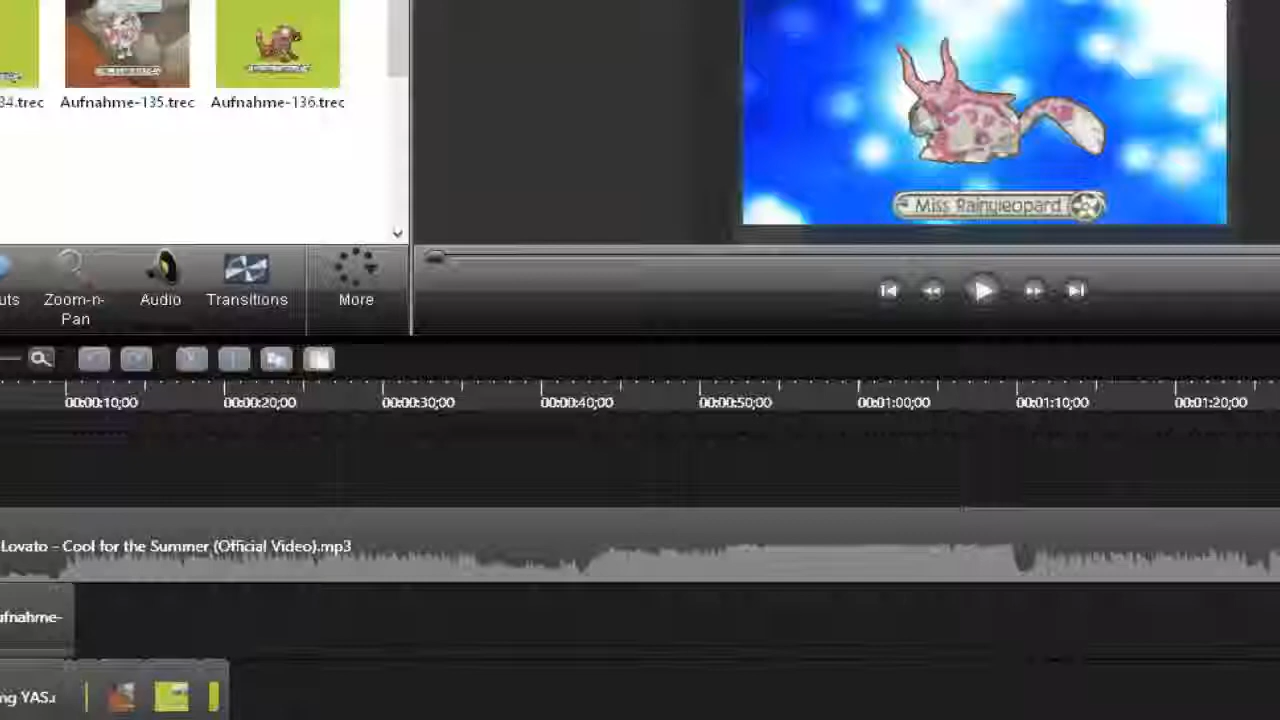 34.trec Aufnahme-135.trec Aufnahme-136.trec
Miss Rainyleopard
uts Zoom-n-Pan Audio Transitions More
00:00:10;00 00:00:20;00 00:00:30;00 00:00:40;00 00:00:50;00 00:01:00;00 00:01:10;00 00:01:20;00
Lovato - Cool for the Summer (Official Video).mp3
ufnahme-
ng YAS.